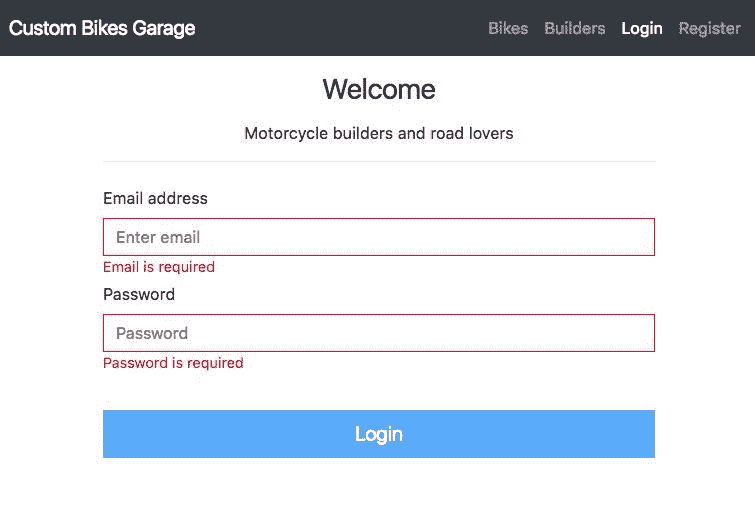 Custom Bikes Garage Bikes Builders Login Register
Welcome
Motorcycle builders and road lovers
Email address
Enter email
Email is required
Password
Password
Password is required
Login